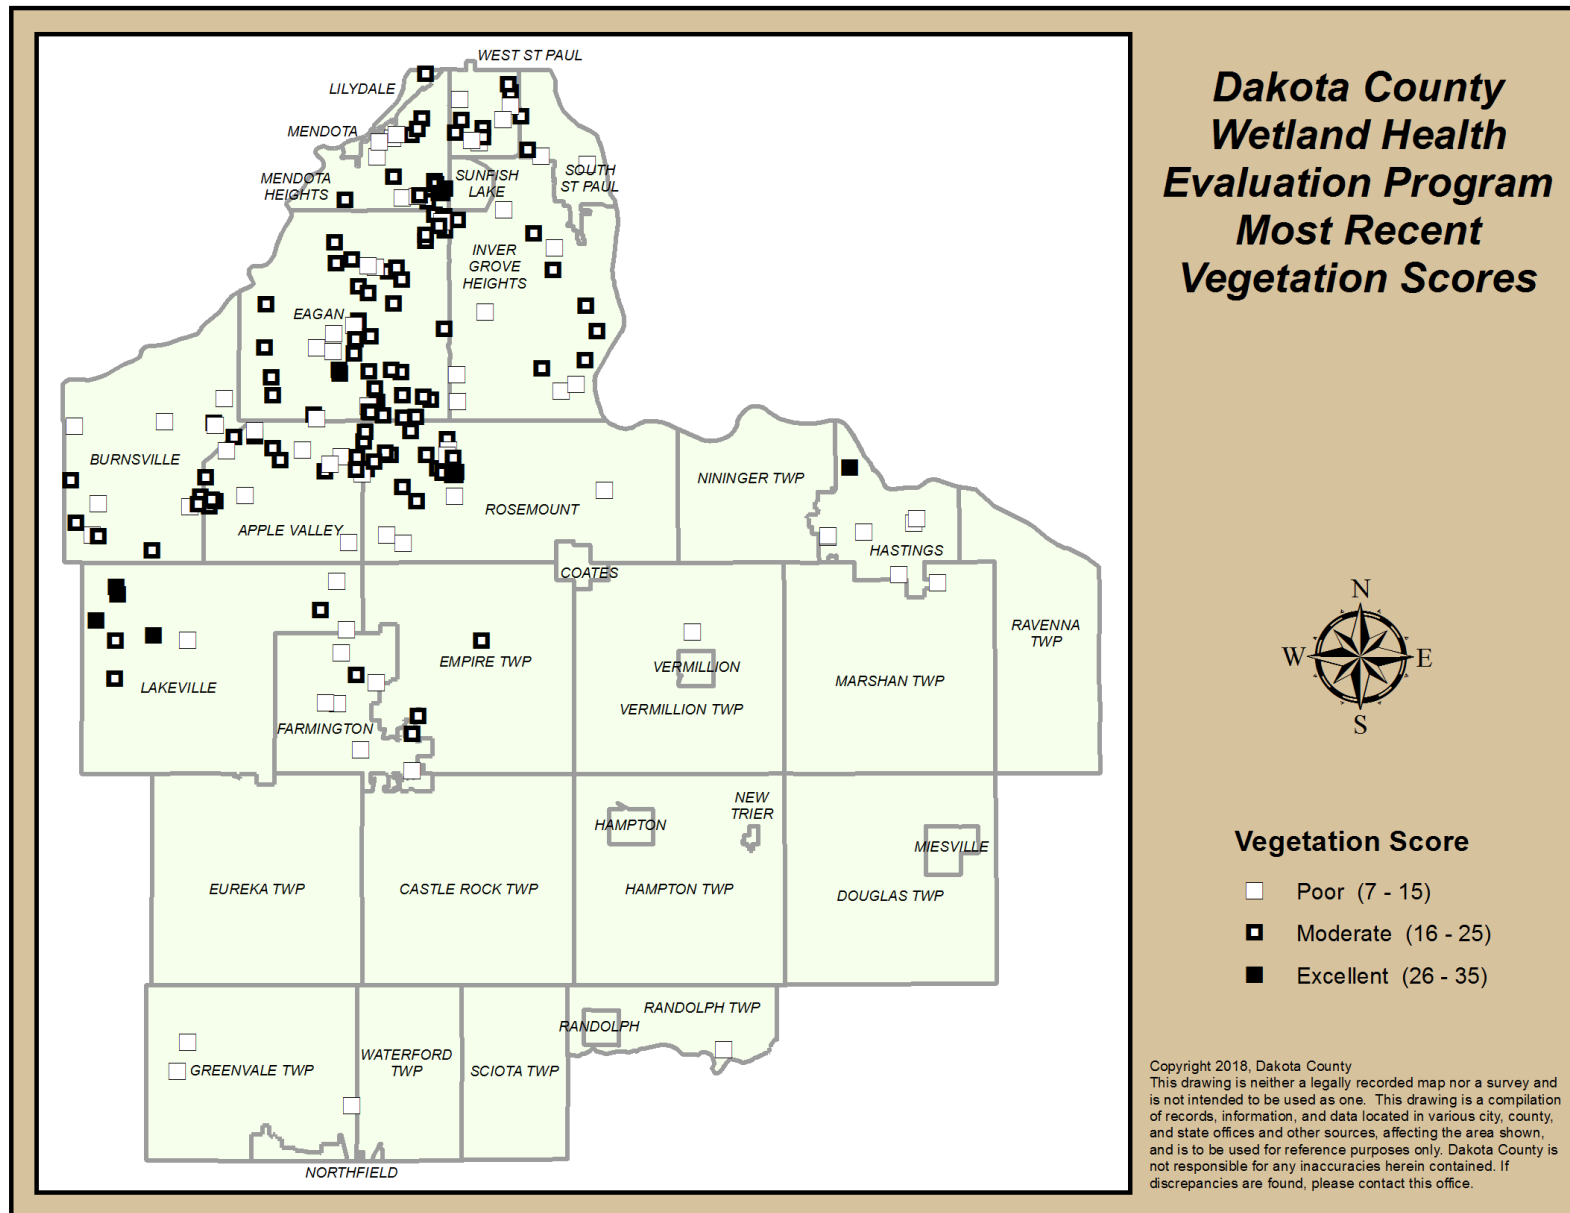 WEST ST PAUL
LILYDALE
MENDOTA
MENDOTA
HEIGHTS
SUNFISH
LAKE
SOUTH
ST PAUL
INVER
GROVE
HEIGHTS
EAGAN
BURNSVILLE
APPLE VALLEY
ROSEMOUNT
NININGER TWP
HASTINGS
COATES
RAVENNA
TWP
EMPIRE TWP
VERMILLION
MARSHAN TWP
LAKEVILLE
VERMILLION TWP
FARMINGTON
NEW
TRIER
HAMPTON
MIESVILLE
EUREKA TWP
CASTLE ROCK TWP
HAMPTON TWP
DOUGLAS TWP
RANDOLPH TWP
RANDOLPH
WATERFORD
TWP
GREENVALE TWP
SCIOTA TWP
NORTHFIELD
Dakota County
Wetland Health
Evaluation Program
Most Recent
Vegetation Scores
N
W
E
S
Vegetation Score
Poor (7 - 15)
Moderate (16 - 25)
Excellent (26 - 35)
Copyright 2018, Dakota County
This drawing is neither a legally recorded map nor a survey and
is not intended to be used as one. This drawing is a compilation
of records, information, and data located in various city, county,
and state offices and other sources, affecting the area shown,
and is to be used for reference purposes only. Dakota County is
not responsible for any inaccuracies herein contained. If
discrepancies are found, please contact this office.